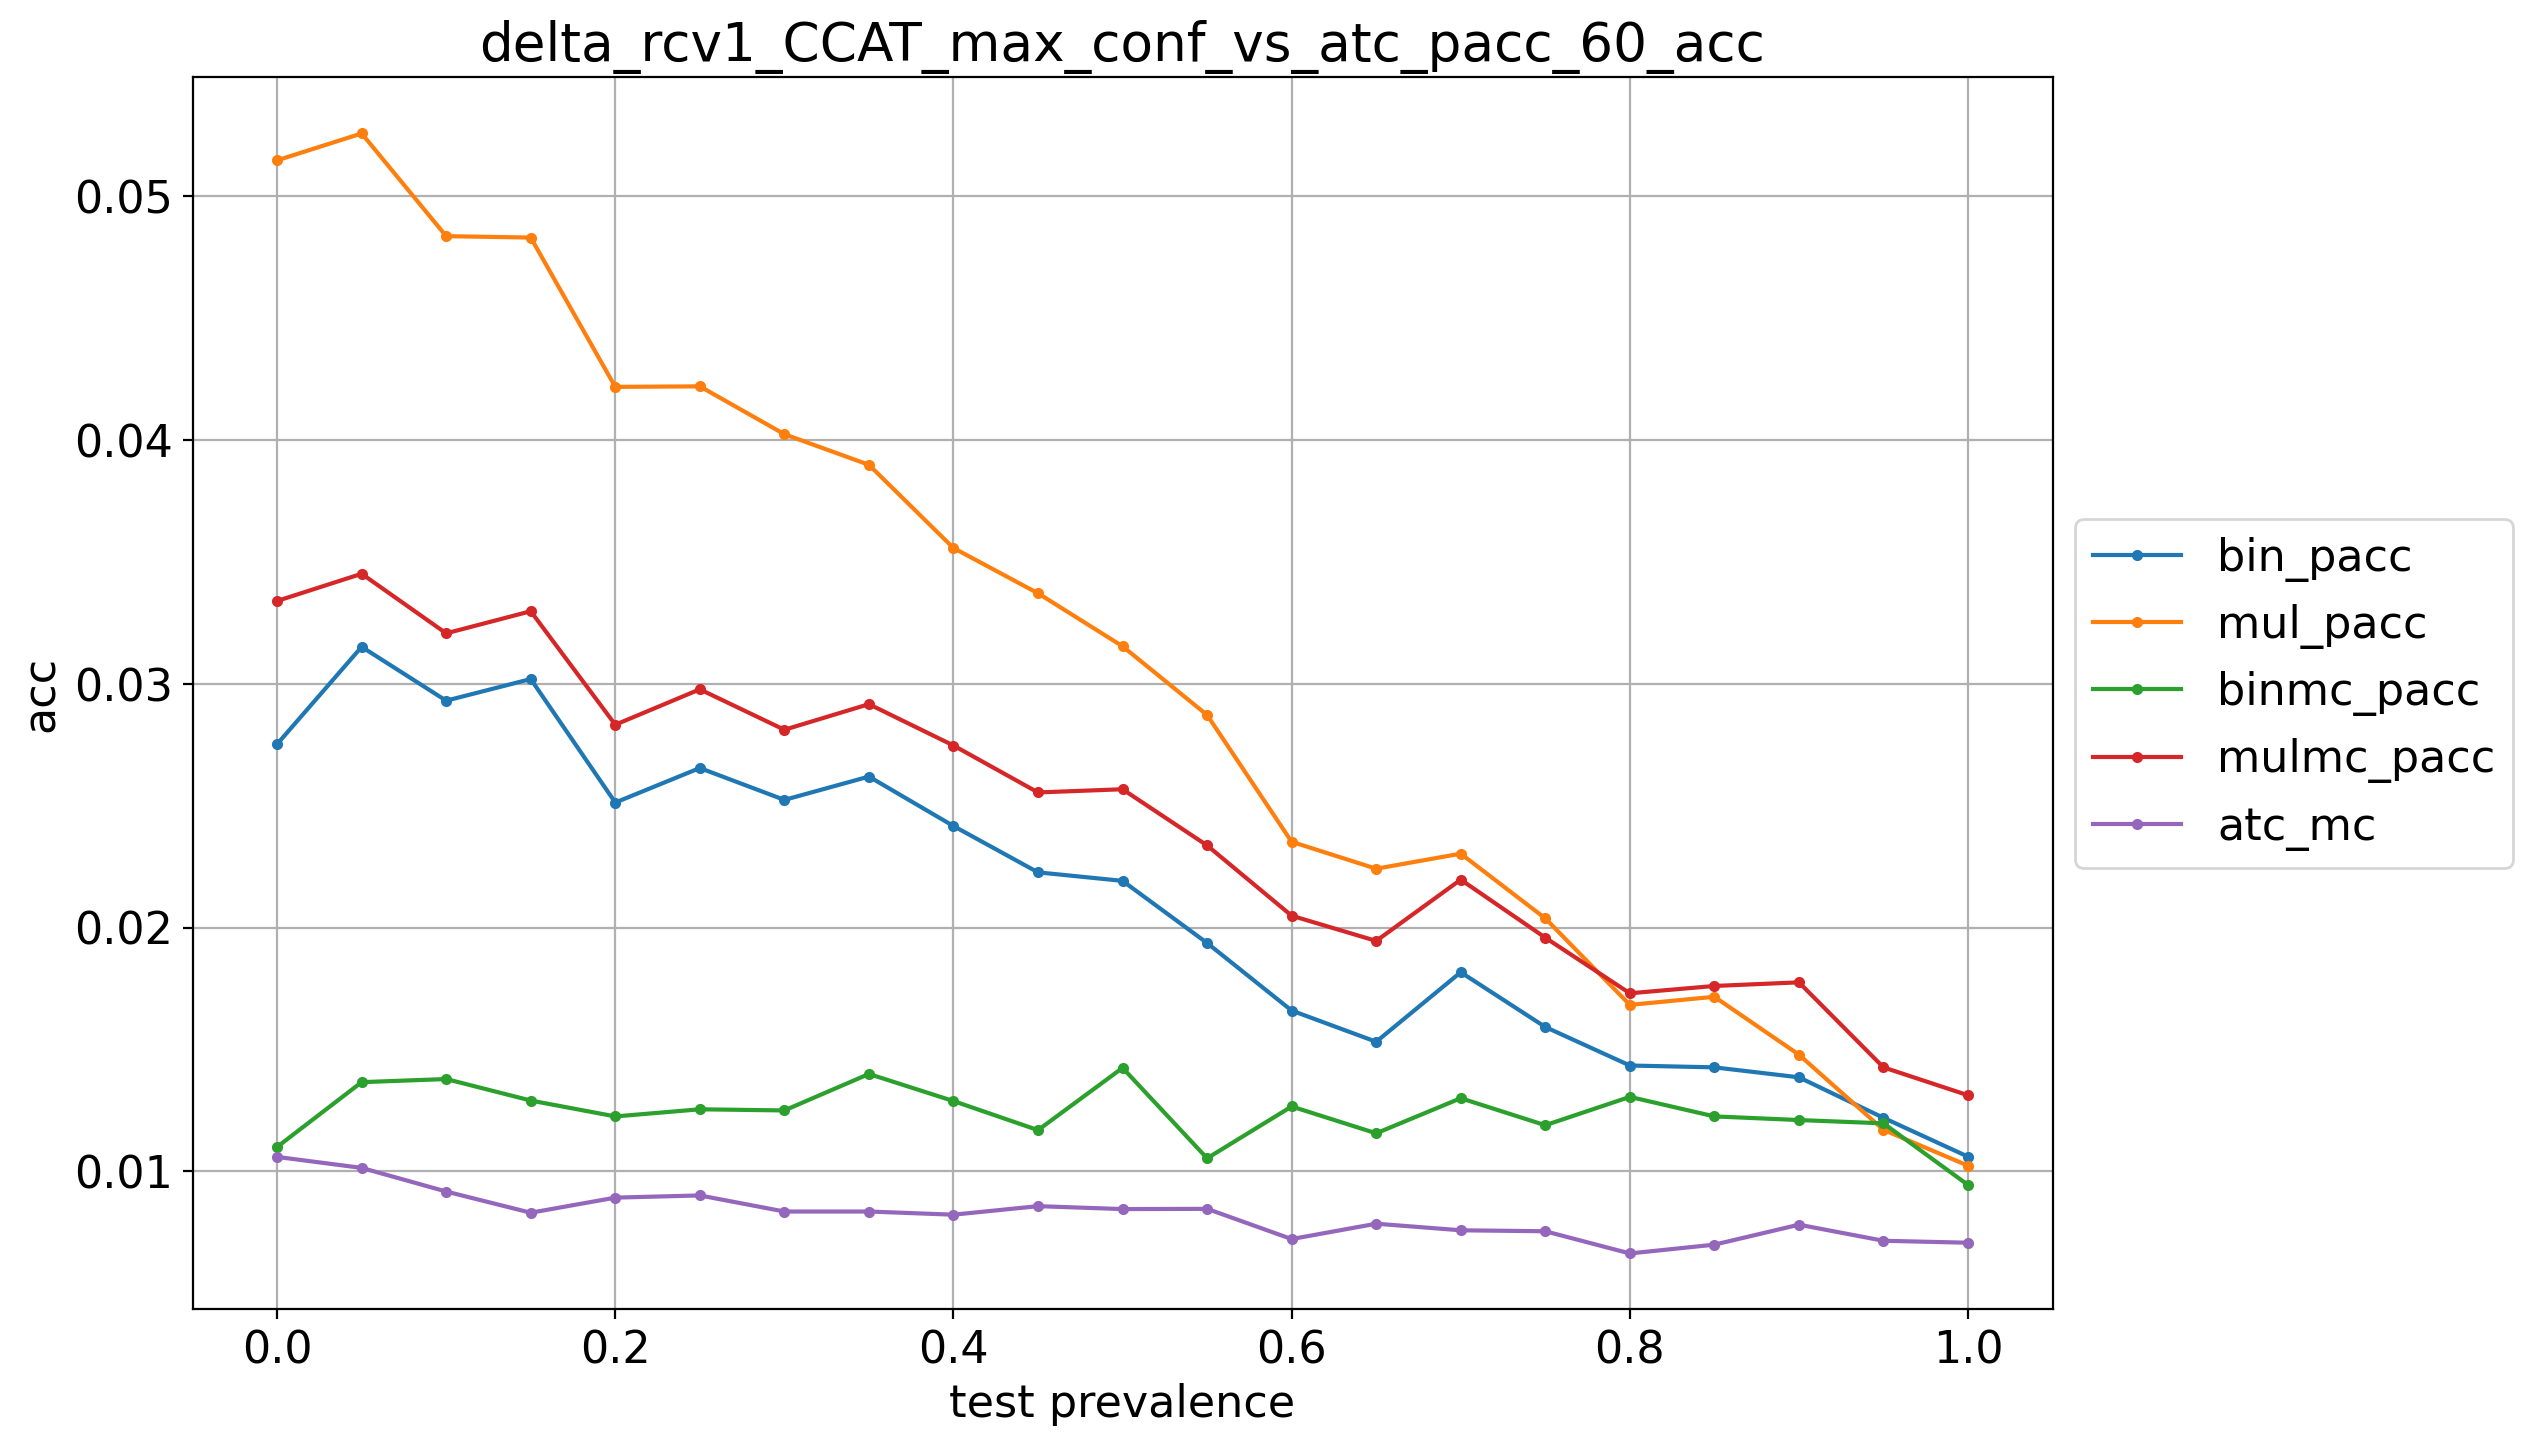 delta_rcv1_CCAT_max_conf_vs_atc_pacc_60_acc
0.05
0.04
0.03
0.02
0.01
acc
0.0 0.2 0.4 0.6 0.8 1.0
test prevalence
bin_pacc
mul_pacc
binmc_pacc
mulmc_pacc
atc_mc